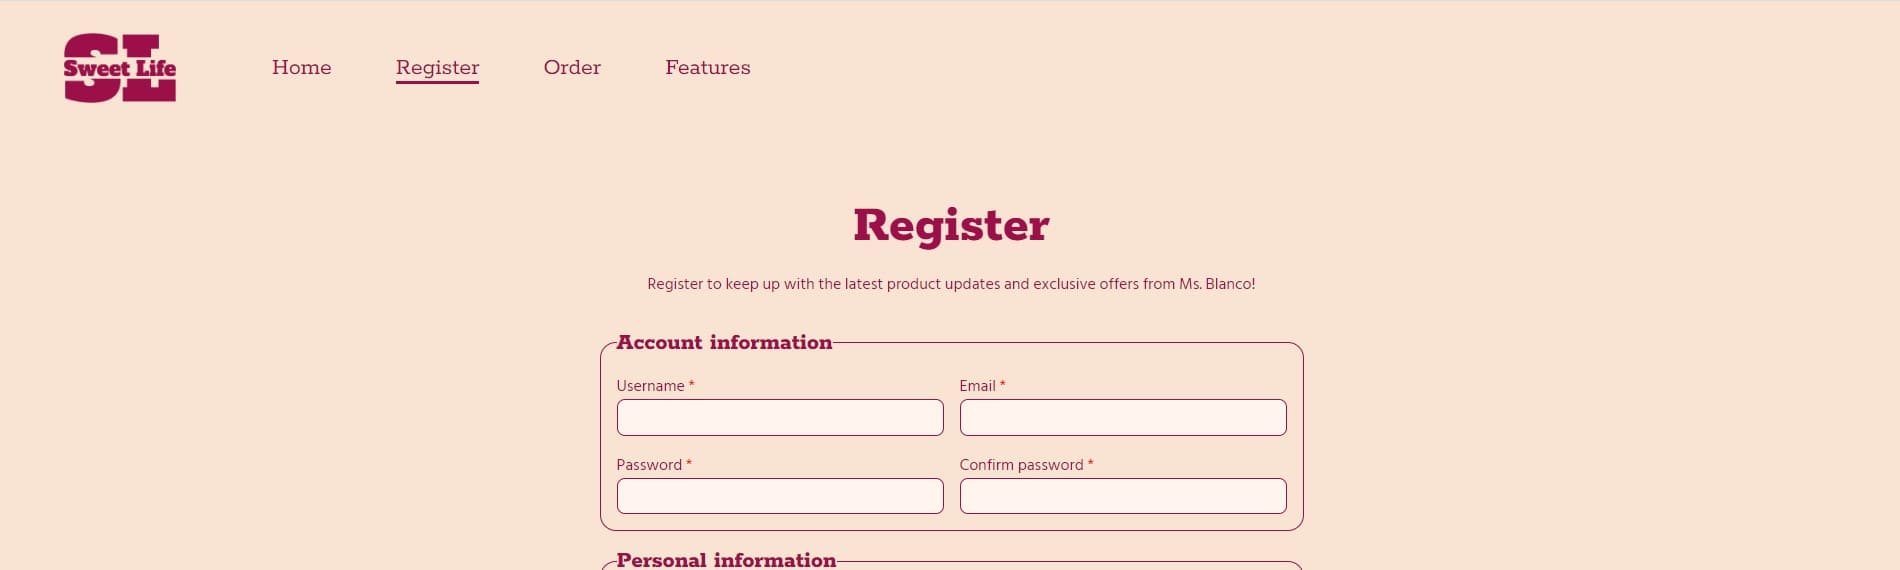 SL
Sweet Life
Home Register Order Features
Register
Register to keep up with the latest product updates and exclusive offers from Ms. Blanco!
Account information
Username * Email *
Password * Confirm password *
Personal information